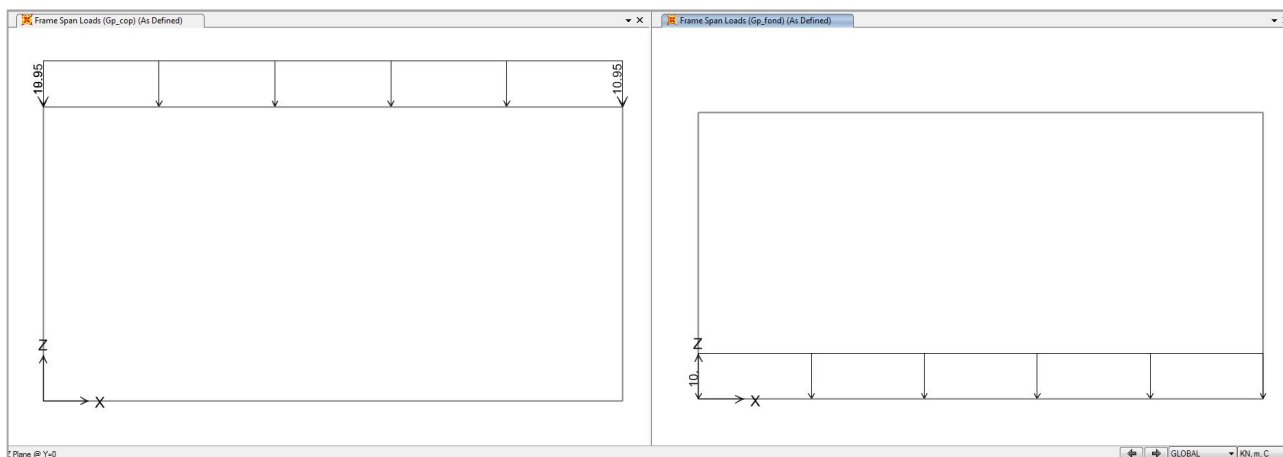 Frame Span Loads (Gp_cop) (As Defined)
Frame Span Loads (Gp_fond) (As Defined)
10.95
10.95
Z
X
Z
10.
X
Plane @ Y=0
GLOBAL
KN, m, C